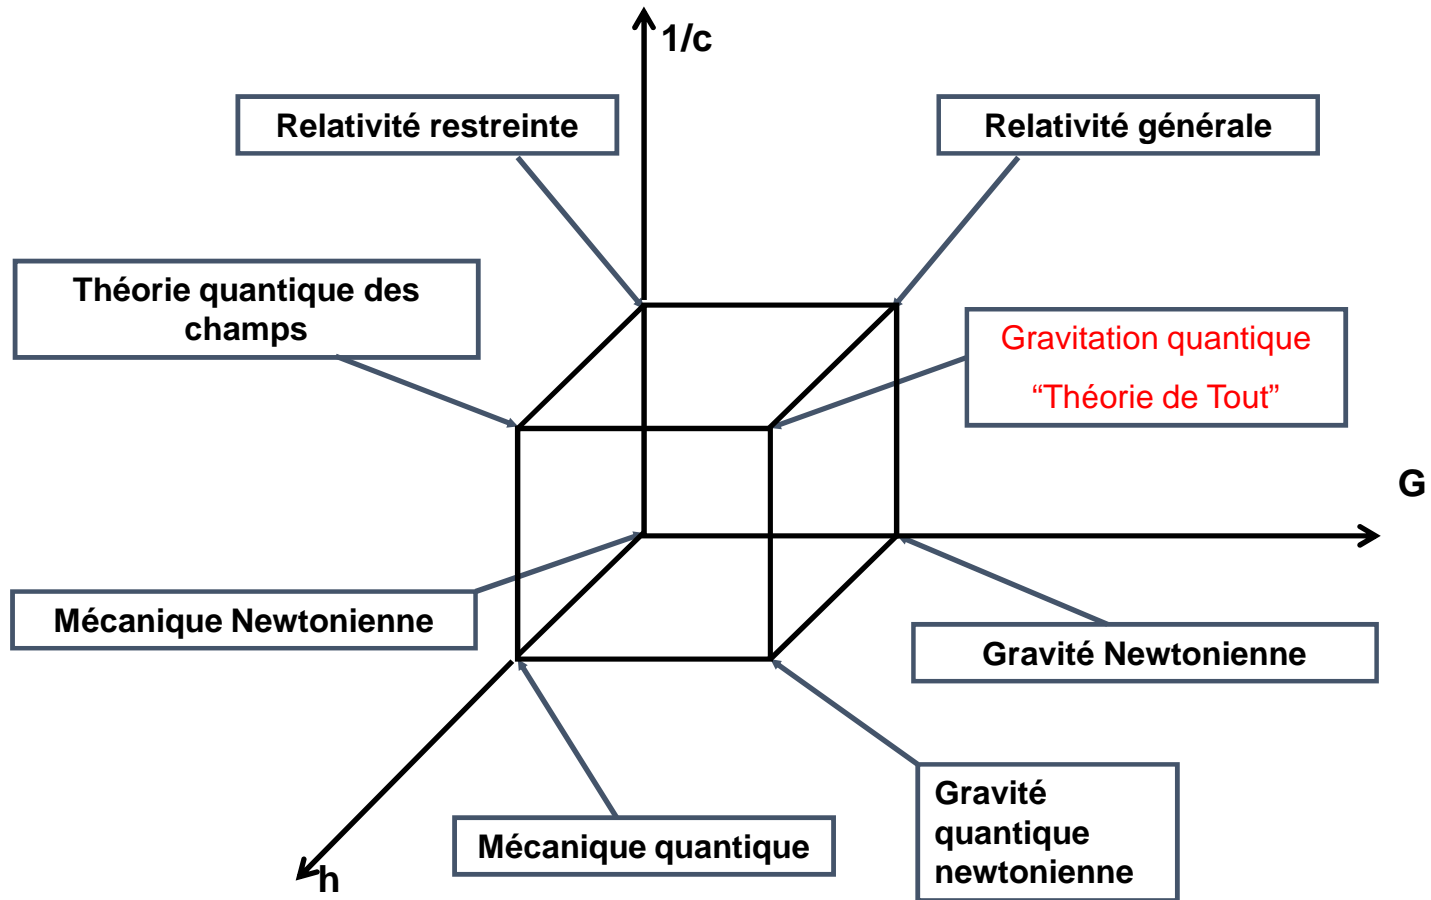 1/c
Relativité restreinte
Relativité générale
Théorie quantique des
champs
Gravitation quantique
“Théorie de Tout”
G
Mécanique Newtonienne
Gravité Newtonienne
Mécanique quantique
Gravité
quantique
newtonienne
h